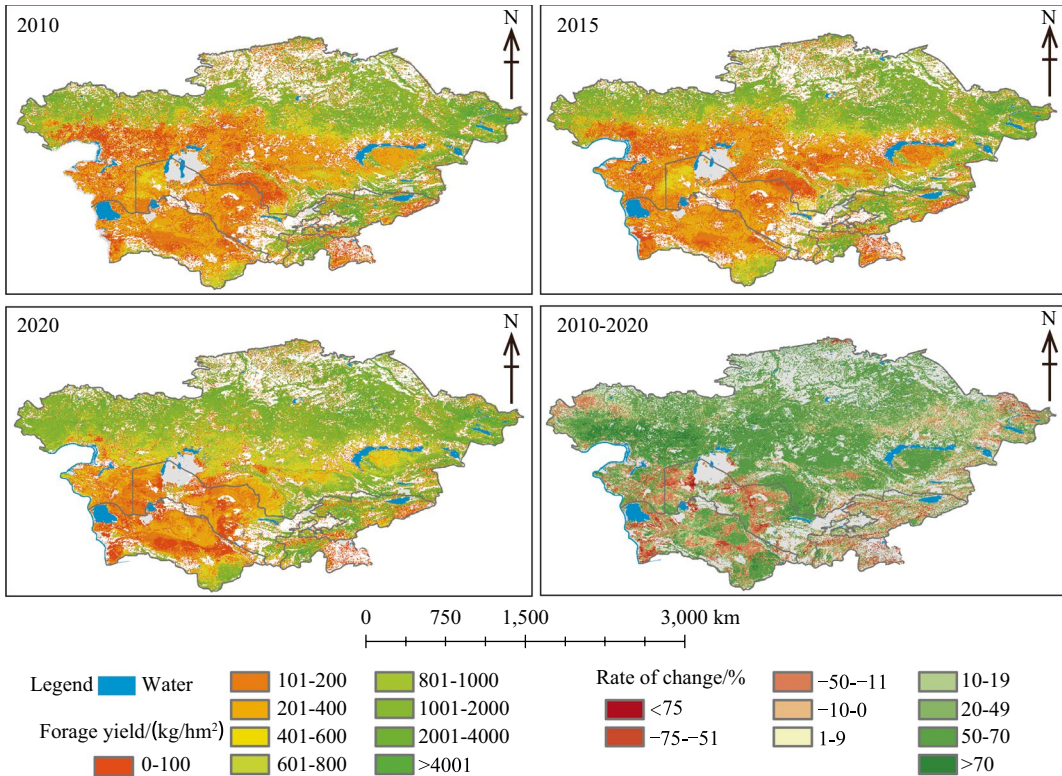 2010
N
2015
N
2020
N
2010-2020
N
0 750 1,500 3,000 km
Legend Water
Forage yield/(kg/hm²)
0-100
101-200
201-400
401-600
601-800
801-1000
1001-2000
2001-4000
>4001
Rate of change/%
<75
−75-−51
−50-−11
−10-0
1-9
10-19
20-49
50-70
>70